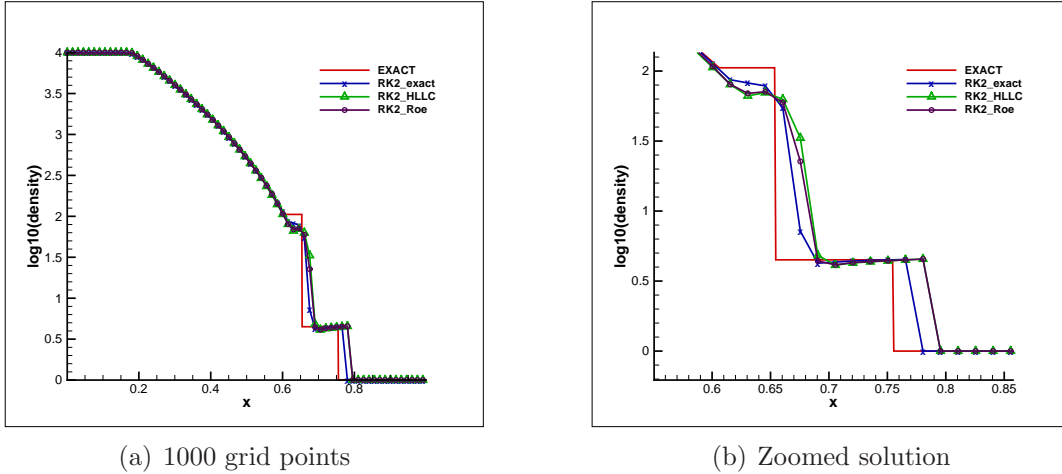 4
3.5
3
2.5
2
1.5
1
0.5
0
0.2
0.4
0.6
0.8
x
log10(density)
EXACT
RK2_exact
RK2_HLLC
RK2_Roe
(a) 1000 grid points
2
1.5
1
0.5
0
0.6
0.65
0.7
0.75
0.8
0.85
x
log10(density)
EXACT
RK2_exact
RK2_HLLC
RK2_Roe
(b) Zoomed solution